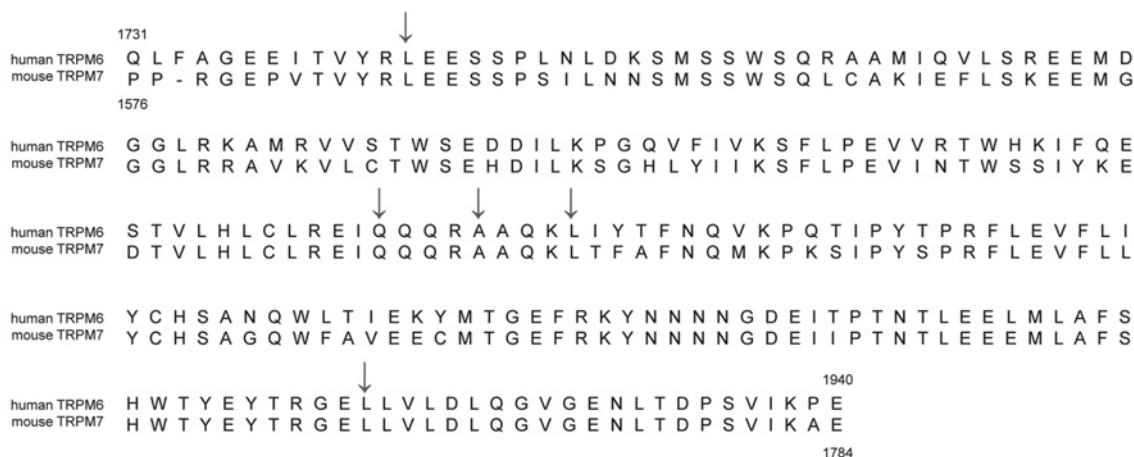 1731
human TRPM6 Q L F A G E E I T V Y R L E E S S P L N L D K S M S S W S Q R A A M I Q V L S R E E M D
mouse TRPM7 P P - R G E P V T V Y R L E E S S P S I L N N S M S S W S Q L C A K I E F L S K E E M G
1576
human TRPM6 G G L R K A M R V V S T W S E D D I L K P G Q V F I V K S F L P E V V R T W H K I F Q E
mouse TRPM7 G G L R R A V K V L C T W S E H D I L K S G H L Y I I K S F L P E V I N T W S S I Y K E
human TRPM6 S T V L H L C L R E I Q Q Q R A A Q K L I Y T F N Q V K P Q T I P Y T P R F L E V F L I
mouse TRPM7 D T V L H L C L R E I Q Q Q R A A Q K L T F A F N Q M K P K S I P Y S P R F L E V F L L
human TRPM6 Y C H S A N Q W L T I E K Y M T G E F R K Y N N N N G D E I T P T N T L E E L M L A F S
mouse TRPM7 Y C H S A G Q W F A V E E C M T G E F R K Y N N N N G D E I I P T N T L E E E M L A F S
1940
human TRPM6 H W T Y E Y T R G E L L V L D L Q G V G E N L T D P S V I K P E
mouse TRPM7 H W T Y E Y T R G E L L V L D L Q G V G E N L T D P S V I K A E
1784